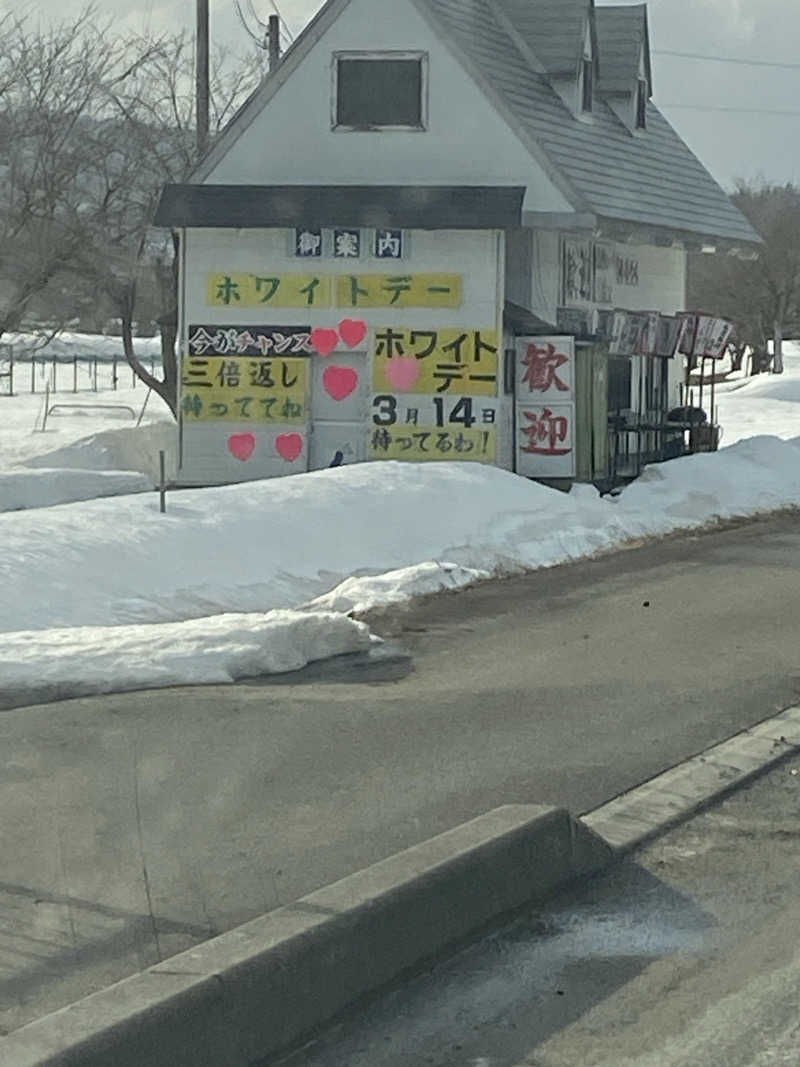 御案内
ホワイトデー
今がチャンス
三倍返し
待っててね
ホワイト
デー
3月14日
待ってるわ!
歓迎